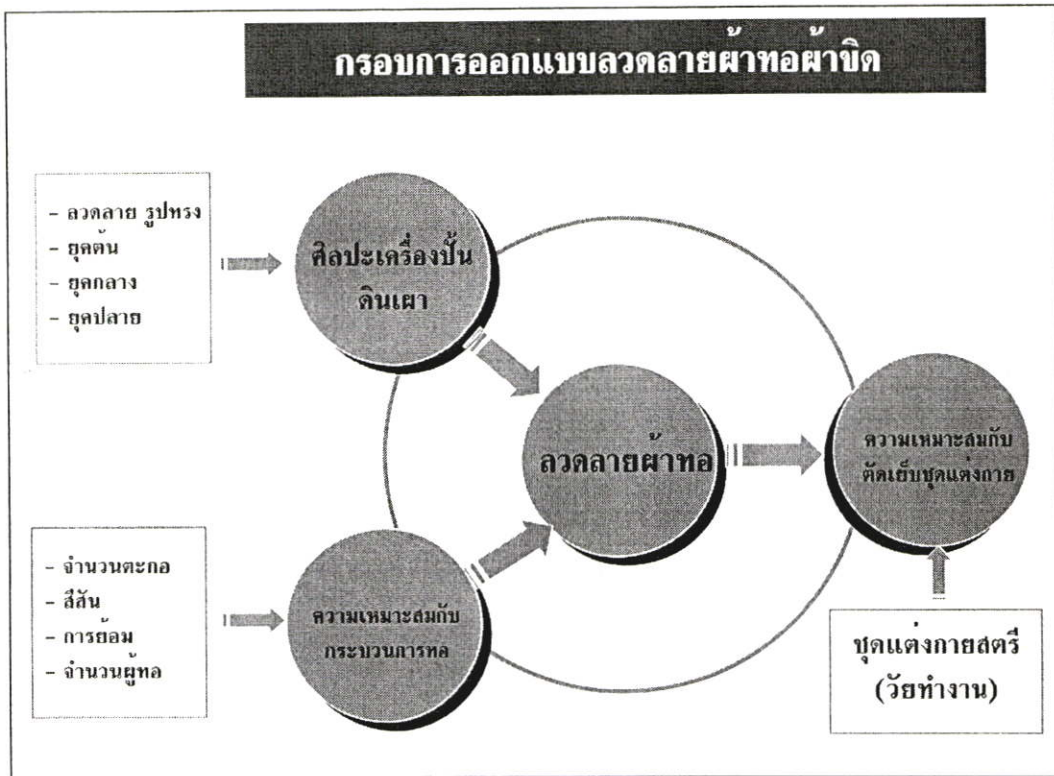 กรอบการออกแบบลวดลายผ้าทอผ้าขิด
- ลวดลาย รูปทรง
- ยุคต้น
- ยุคกลาง
- ยุคปลาย
ศิลปะเครื่องปั้น
ดินเผา
ลวดลายผ้าทอ
ความเหมาะสมกับ
ตัดเย็บชุดแต่งกาย
- จำนวนตะกอ
- สีสัน
- การย้อม
- จำนวนผู้ทอ
ความเหมาะสมกับ
กระบวนการทอ
ชุดแต่งกายสตรี
(วัยทำงาน)